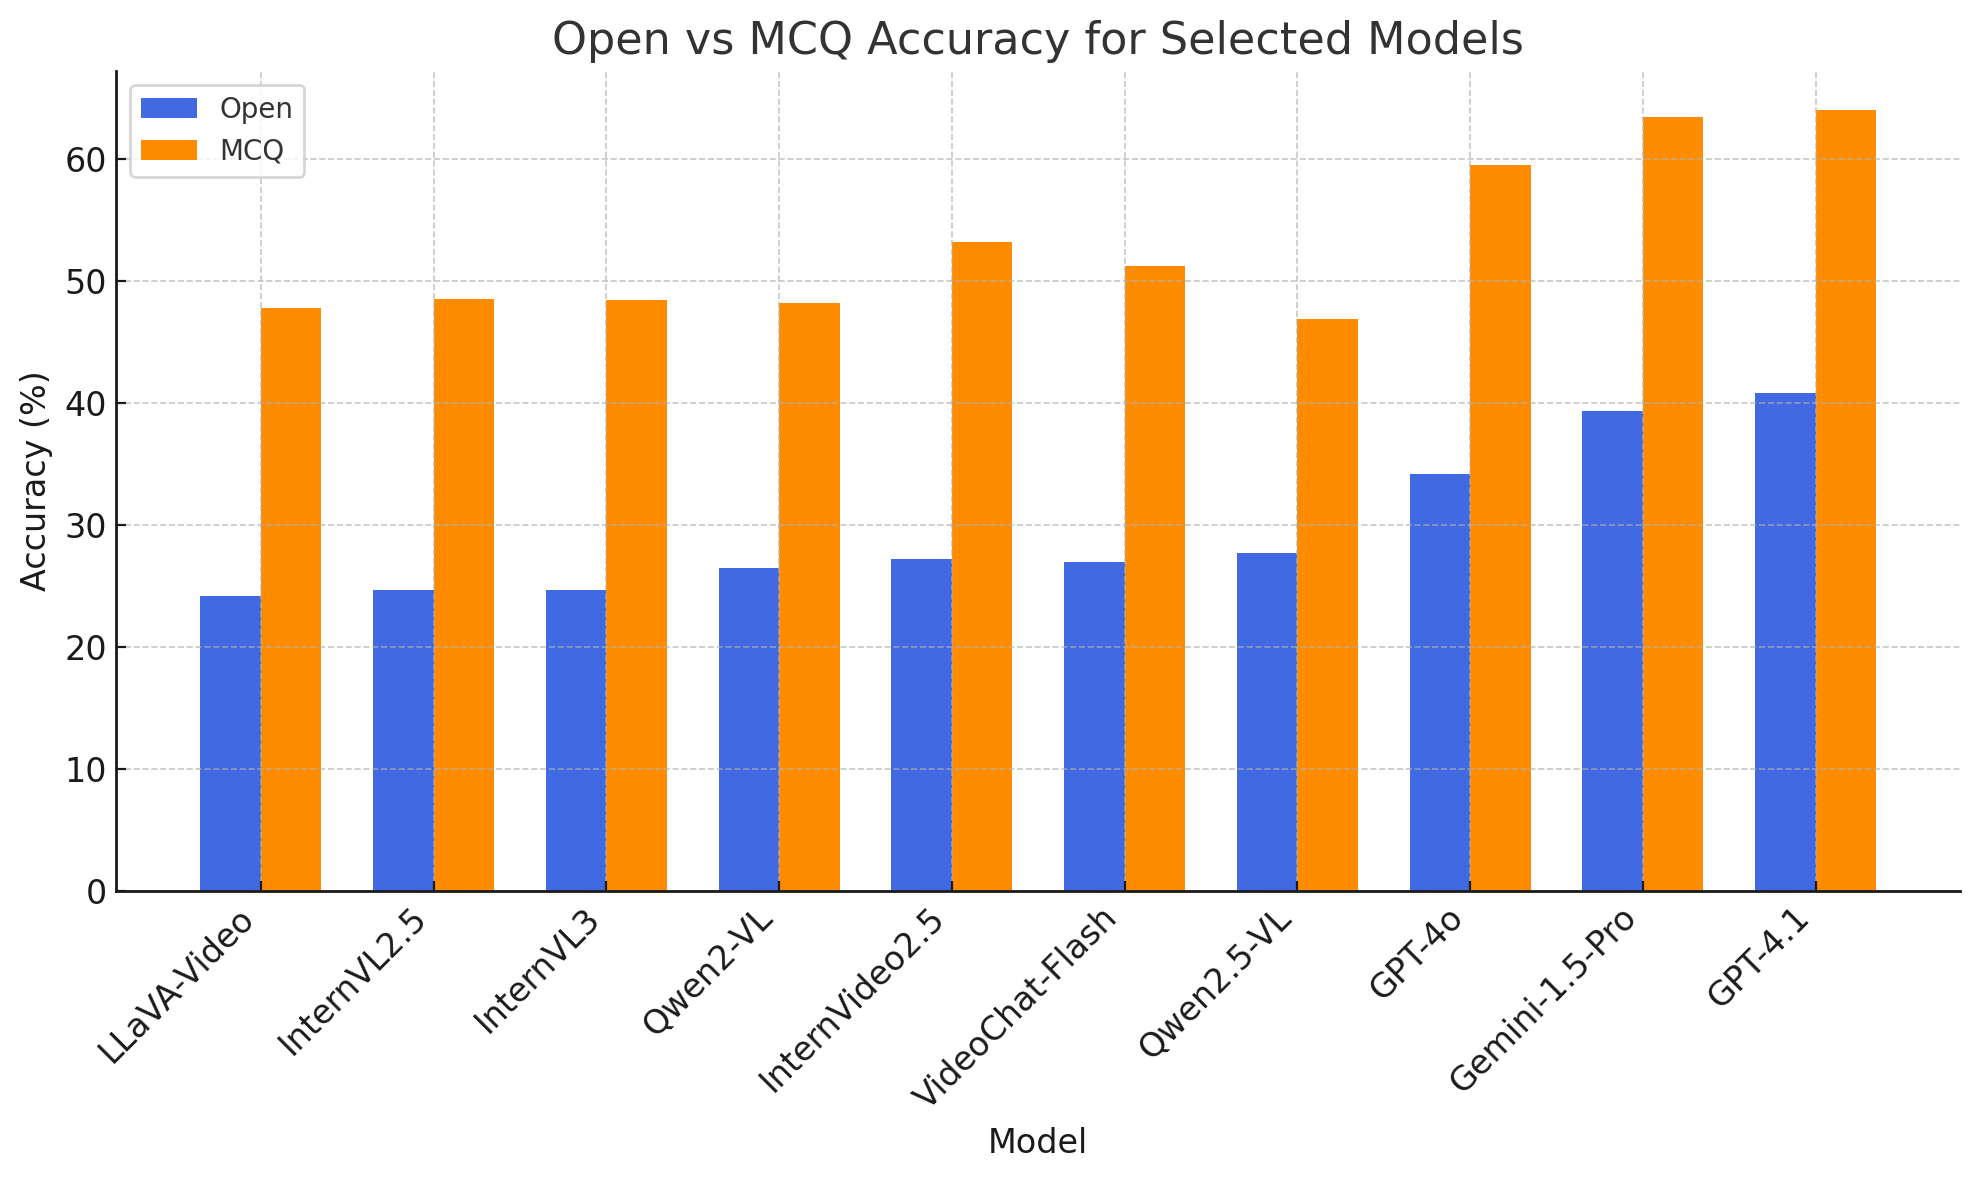 Open vs MCQ Accuracy for Selected Models
Open
MCQ
Accuracy (%)
60
50
40
30
20
10
0
LLaVA-Video
InternVL2.5
InternVL3
Qwen2-VL
InternVideo2.5
VideoChat-Flash
Qwen2.5-VL
GPT-4o
Gemini-1.5-Pro
GPT-4.1
Model